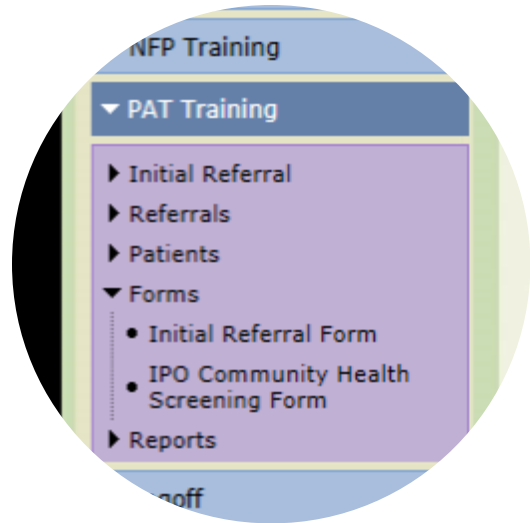 NFP Training
PAT Training
Initial Referral
Referrals
Patients
Forms
Initial Referral Form
IPO Community Health
Screening Form
Reports